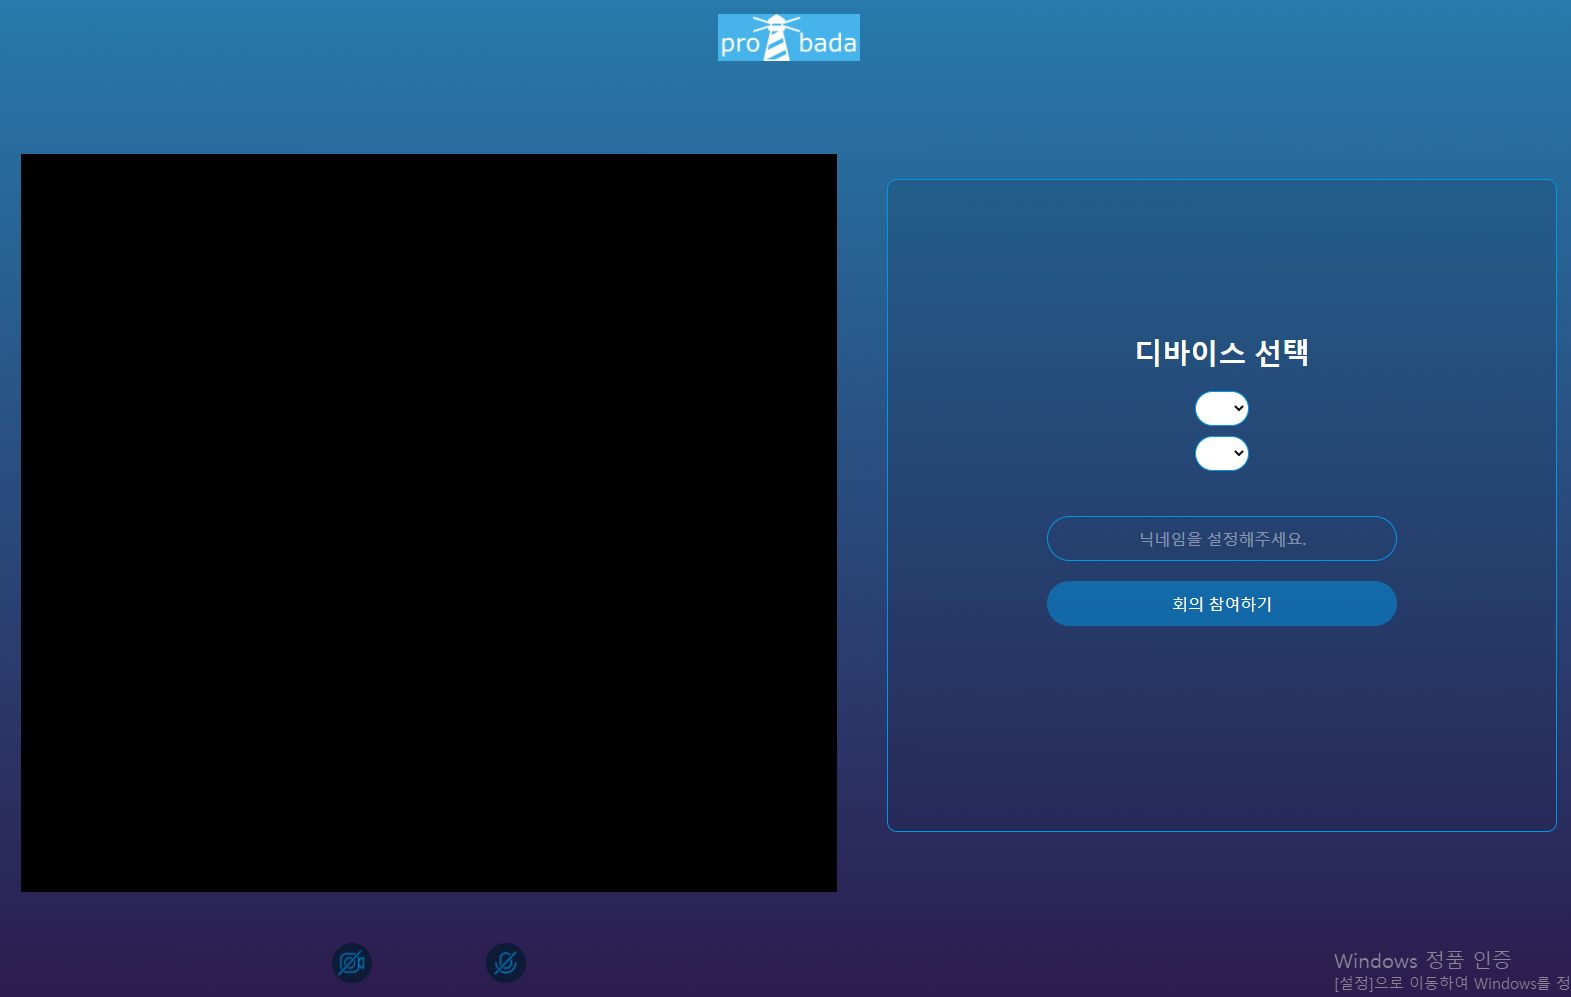 pro bada
디바이스 선택
닉네임을 설정해주세요.
회의 참여하기
Windows 정품 인증
[설정]으로 이동하여 Windows를 정